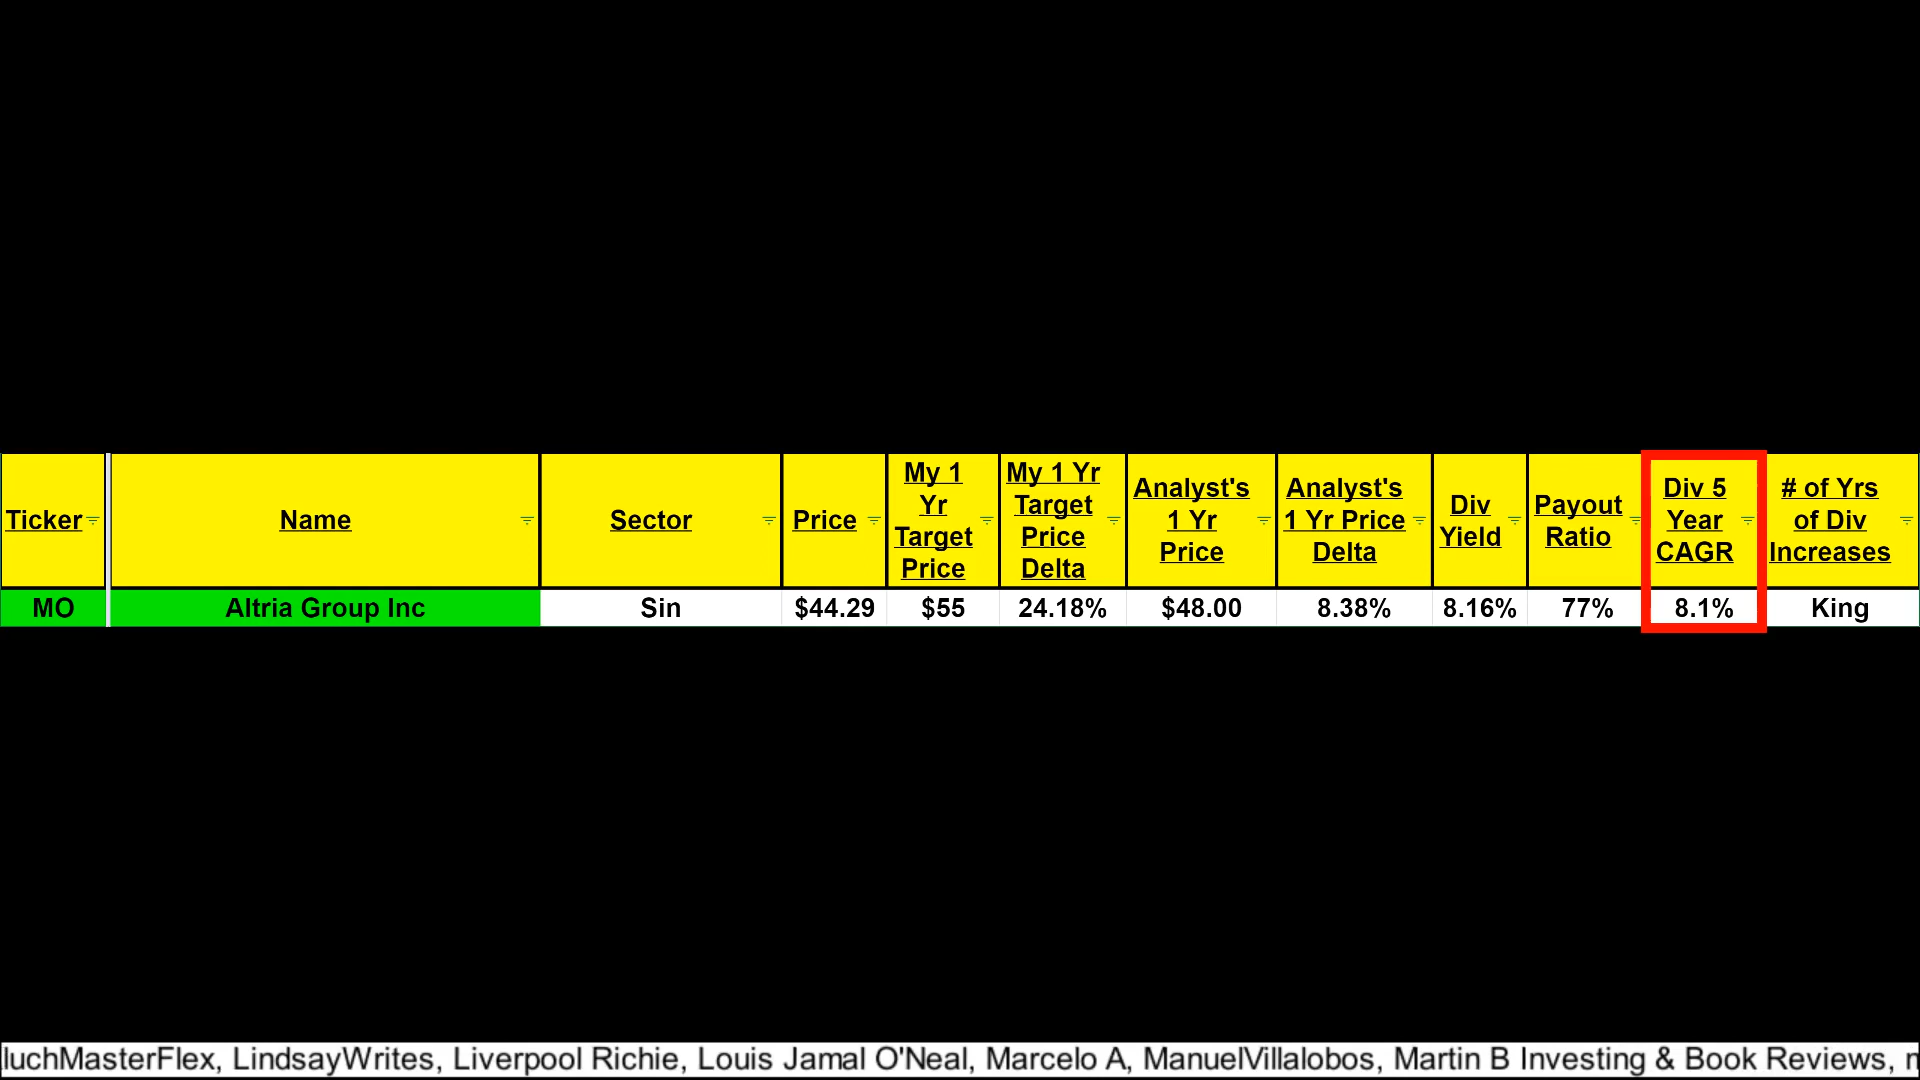 Ticker Name Sector Price My 1 Yr Target Price My 1 Yr Target Price Delta Analyst's 1 Yr Price Analyst's 1 Yr Price Delta Div Yield Payout Ratio Div 5 Year CAGR # of Yrs of Div Increases
MO Altria Group Inc Sin $44.29 $55 24.18% $48.00 8.38% 8.16% 77% 8.1% King
LindsayWrites, Liverpool Richie, Louis Jamal O'Neal, Marcelo A, ManuelVillalobos, Martin B Investing & Book Reviews,